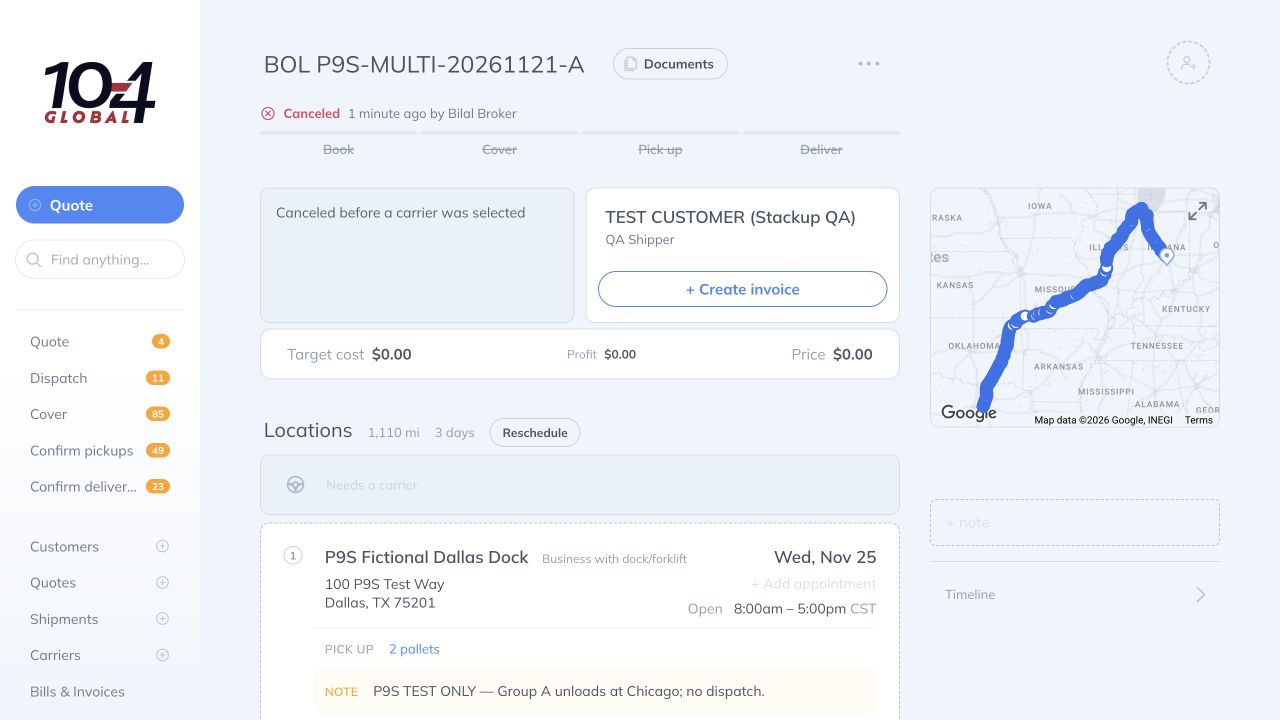 104
GLOBAL
Quote
Find anything...
Quote 4
Dispatch 11
Cover 85
Confirm pickups 49
Confirm deliver... 23
Customers
Quotes
Shipments
Carriers
Bills & Invoices
BOL P9S-MULTI-20261121-A
Documents
Canceled 1 minute ago by Bilal Broker
Book Cover Pick up Deliver
Canceled before a carrier was selected
TEST CUSTOMER (Stackup QA)
QA Shipper
+ Create invoice
Target cost $0.00 Profit $0.00 Price $0.00
Locations 1,110 mi 3 days Reschedule
Needs a carrier
1 P9S Fictional Dallas Dock Business with dock/forklift Wed, Nov 25
100 P9S Test Way + Add appointment
Dallas, TX 75201
Open 8:00am – 5:00pm CST
PICK UP 2 pallets
NOTE P9S TEST ONLY — Group A unloads at Chicago; no dispatch.
IOWA
RASKA
tes
KANSAS
KENTUCKY
OKLAHOMA
TENNESSEE
ARKANSAS
MISSISSIPPI
ALABAMA
GEOR
Google
Map data ©2026 Google, INEGI Terms
+ note
Timeline